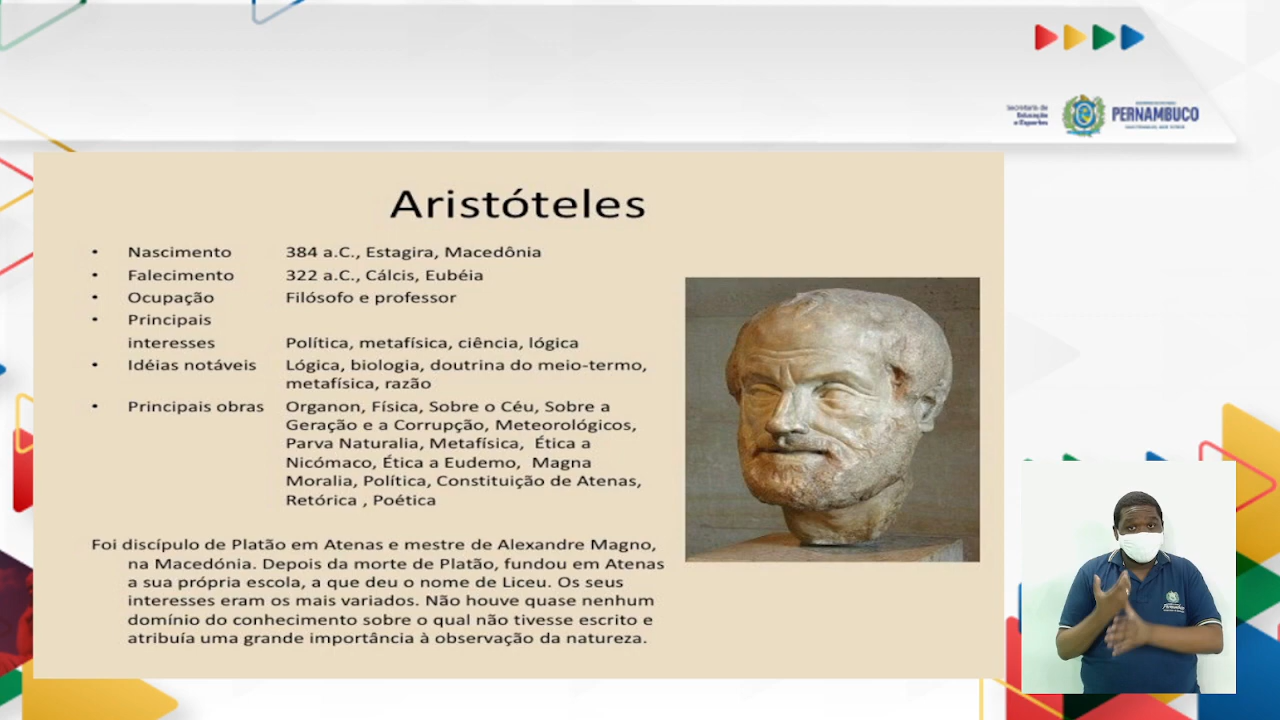 Secretaria de
Educação
e Esportes
PERNAMBUCO
Aristóteles
• Nascimento 384 a.C., Estagira, Macedônia
• Falecimento 322 a.C., Cálcis, Eubéia
• Ocupação Filósofo e professor
• Principais
interesses Política, metafísica, ciência, lógica
• Idéias notáveis Lógica, biologia, doutrina do meio-termo,
metafísica, razão
• Principais obras Organon, Física, Sobre o Céu, Sobre a
Geração e a Corrupção, Meteorológicos,
Parva Naturalia, Metafísica, Ética a
Nicómaco, Ética a Eudemo, Magna
Moralia, Política, Constituição de Atenas,
Retórica , Poética
Foi discípulo de Platão em Atenas e mestre de Alexandre Magno,
na Macedónia. Depois da morte de Platão, fundou em Atenas
a sua própria escola, a que deu o nome de Liceu. Os seus
interesses eram os mais variados. Não houve quase nenhum
domínio do conhecimento sobre o qual não tivesse escrito e
atribuía uma grande importância à observação da natureza.